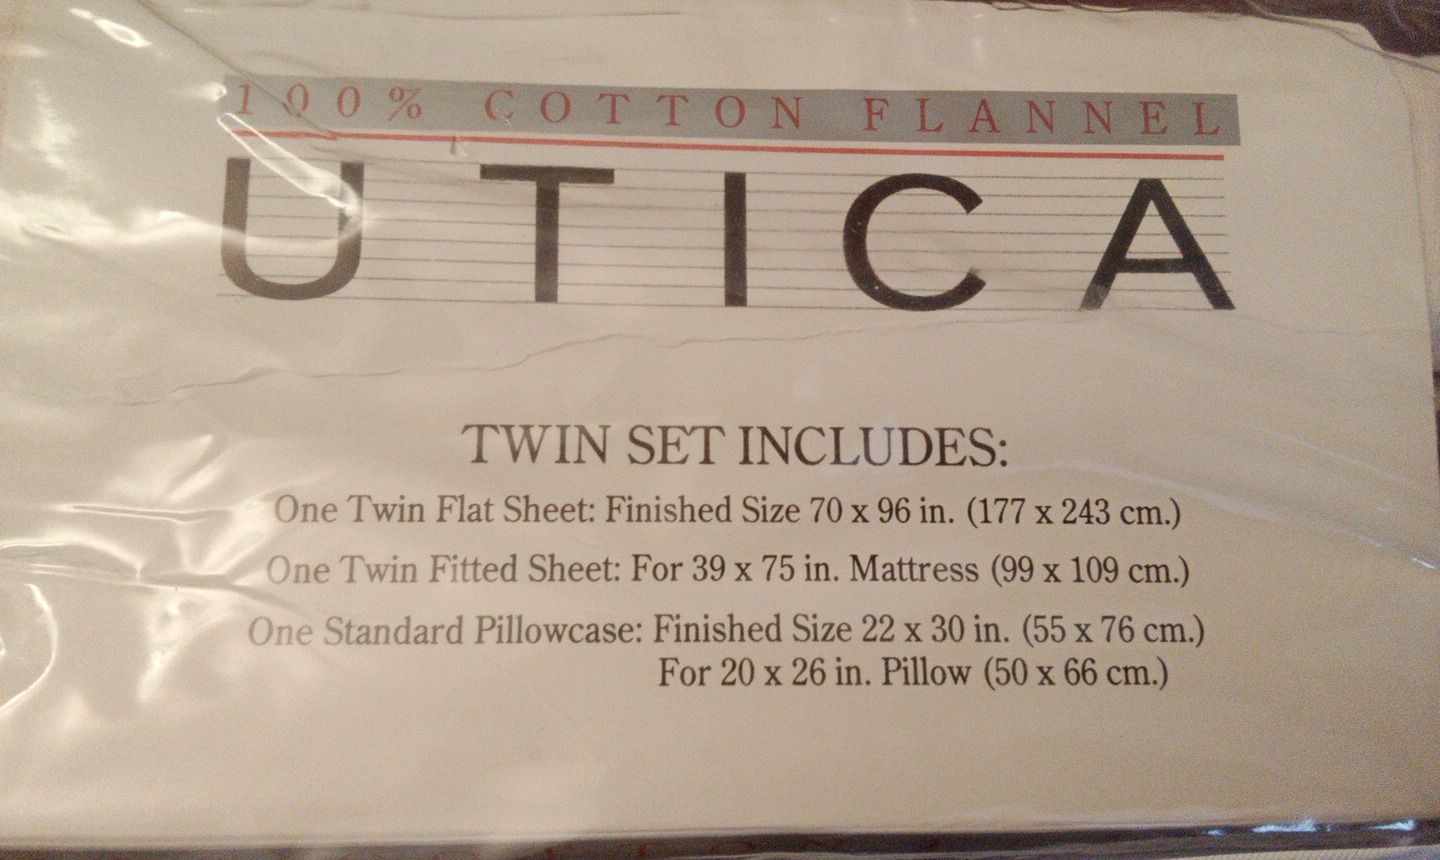 100% COTTON FLANNEL
UTICA
TWIN SET INCLUDES:
One Twin Flat Sheet: Finished Size 70 x 96 in. (177 x 243 cm.)
One Twin Fitted Sheet: For 39 x 75 in. Mattress (99 x 109 cm.)
One Standard Pillowcase: Finished Size 22 x 30 in. (55 x 76 cm.)
For 20 x 26 in. Pillow (50 x 66 cm.)